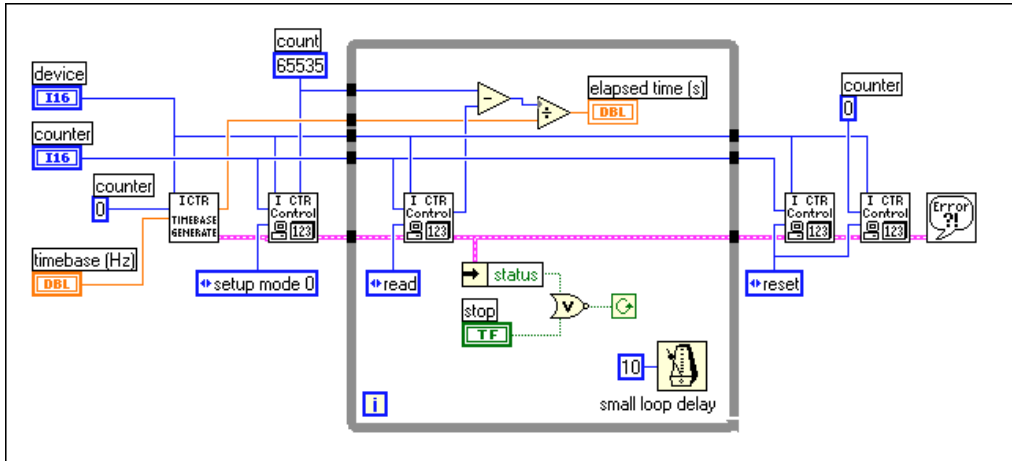 count
65535
device
I16
counter
I16
counter
0
timebase (Hz)
DBL
I CTR
TIMEBASE
GENERATE
I CTR
Control
123
setup mode 0
elapsed time (s)
DBL
I CTR
Control
123
read
status
stop
TF
V
10
small loop delay
i
counter
0
I CTR
Control
123
I CTR
Control
123
reset
Error
?!